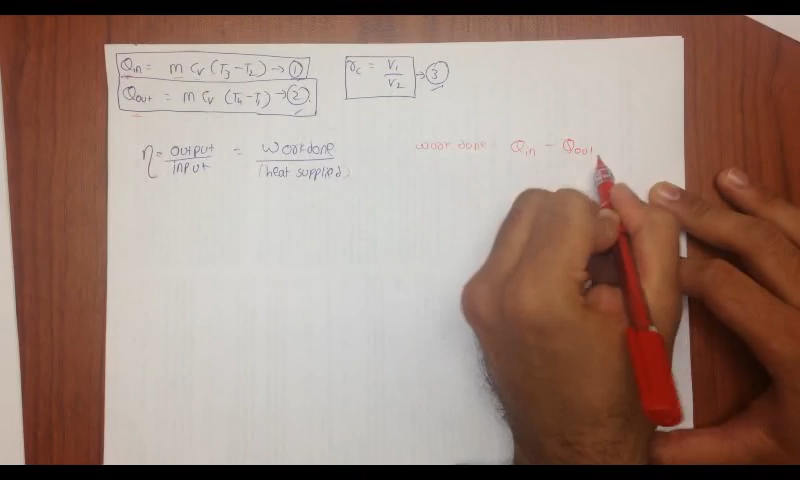 Qin = m Cv (T3 - T2) → ①
Qout = m Cv (T4 - T1) → ②
rc = V1/V2 → ③
η = output/input = workdone/(heat supplied)
work done = Qin - Qout